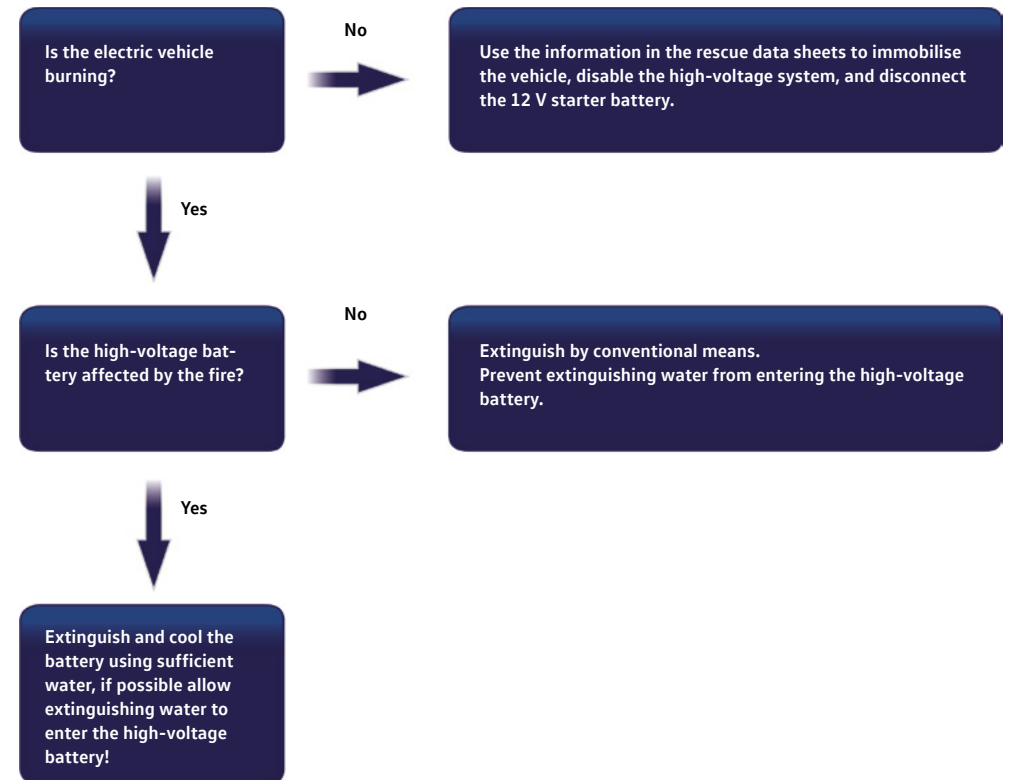 Is the electric vehicle
burning?
No
Use the information in the rescue data sheets to immobilise
the vehicle, disable the high-voltage system, and disconnect
the 12 V starter battery.
Yes
Is the high-voltage bat-
tery affected by the fire?
No
Extinguish by conventional means.
Prevent extinguishing water from entering the high-voltage
battery.
Yes
Extinguish and cool the
battery using sufficient
water, if possible allow
extinguishing water to
enter the high-voltage
battery!